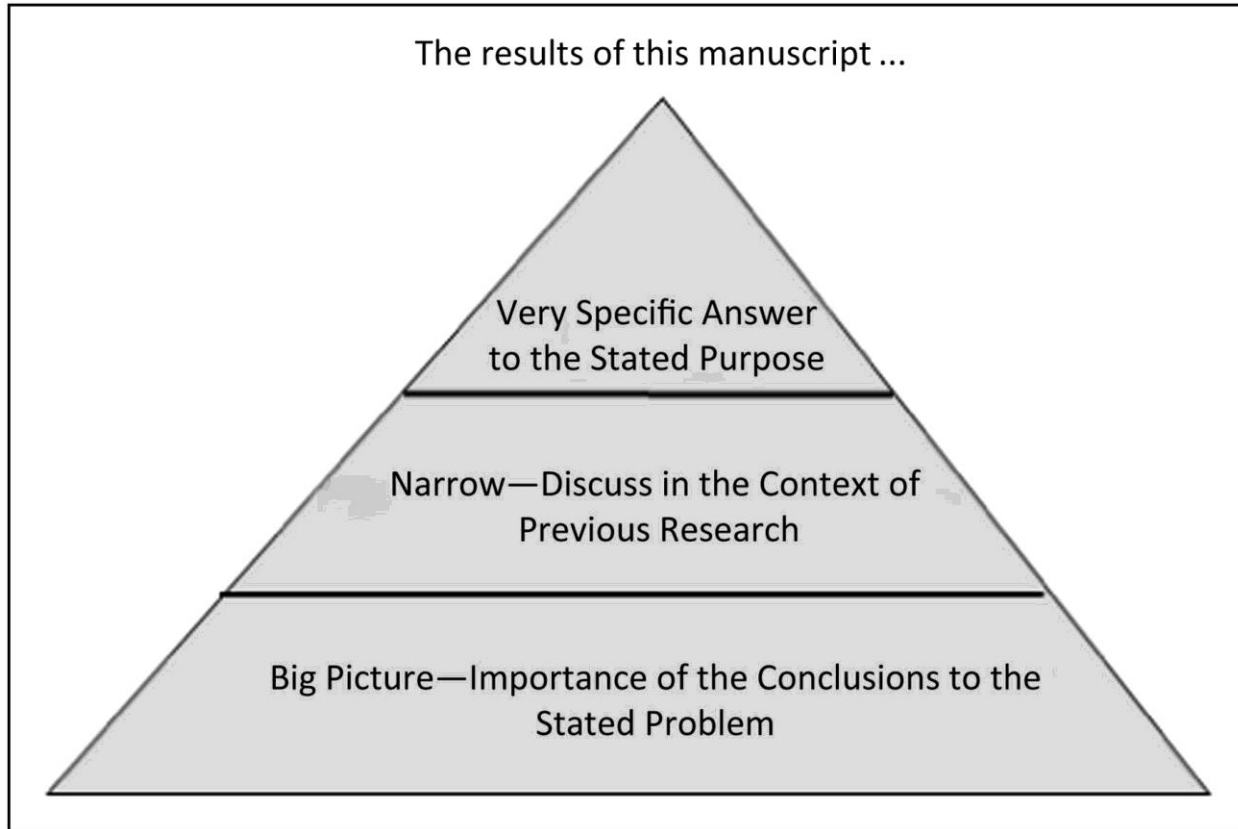 The results of this manuscript ...
Very Specific Answer
to the Stated Purpose
Narrow—Discuss in the Context of
Previous Research
Big Picture—Importance of the Conclusions to the
Stated Problem